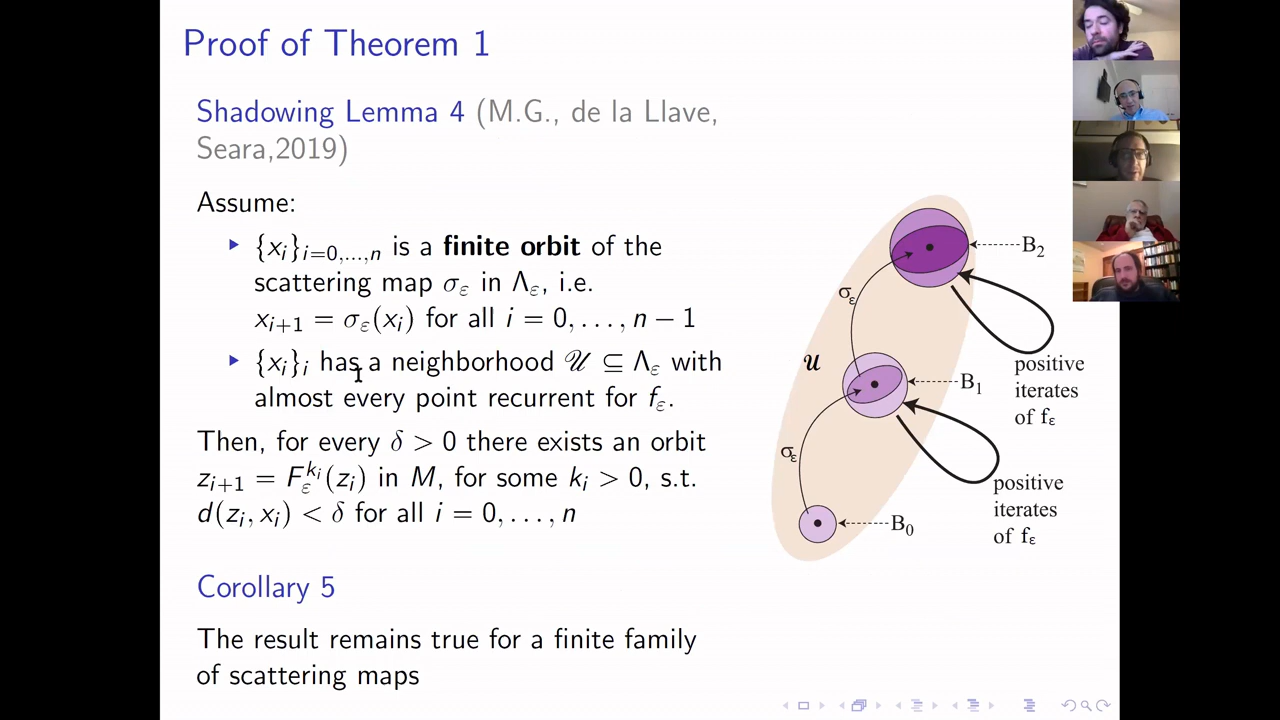 Proof of Theorem 1
Shadowing Lemma 4 (M.G., de la Llave,
Seara,2019)
Assume:
{x_i}_{i=0,...,n} is a finite orbit of the
scattering map σ_ε in Λ_ε, i.e.
x_{i+1} = σ_ε(x_i) for all i = 0, . . . , n − 1
{x_i}_i has a neighborhood 𝒰 ⊆ Λ_ε with
almost every point recurrent for f_ε.
Then, for every δ > 0 there exists an orbit
z_{i+1} = F_ε^{k_i}(z_i) in M, for some k_i > 0, s.t.
d(z_i, x_i) < δ for all i = 0, . . . , n
Corollary 5
The result remains true for a finite family
of scattering maps
B_2
σ_ε
𝒰
positive
iterates
of f_ε
B_1
σ_ε
positive
iterates
of f_ε
B_0